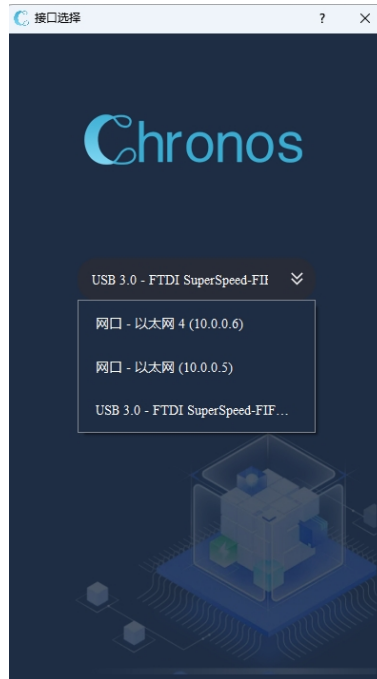 接口选择
Chronos
USB 3.0 - FTDI SuperSpeed-FIF
网口 - 以太网 4 (10.0.0.6)
网口 - 以太网 (10.0.0.5)
USB 3.0 - FTDI SuperSpeed-FIF…